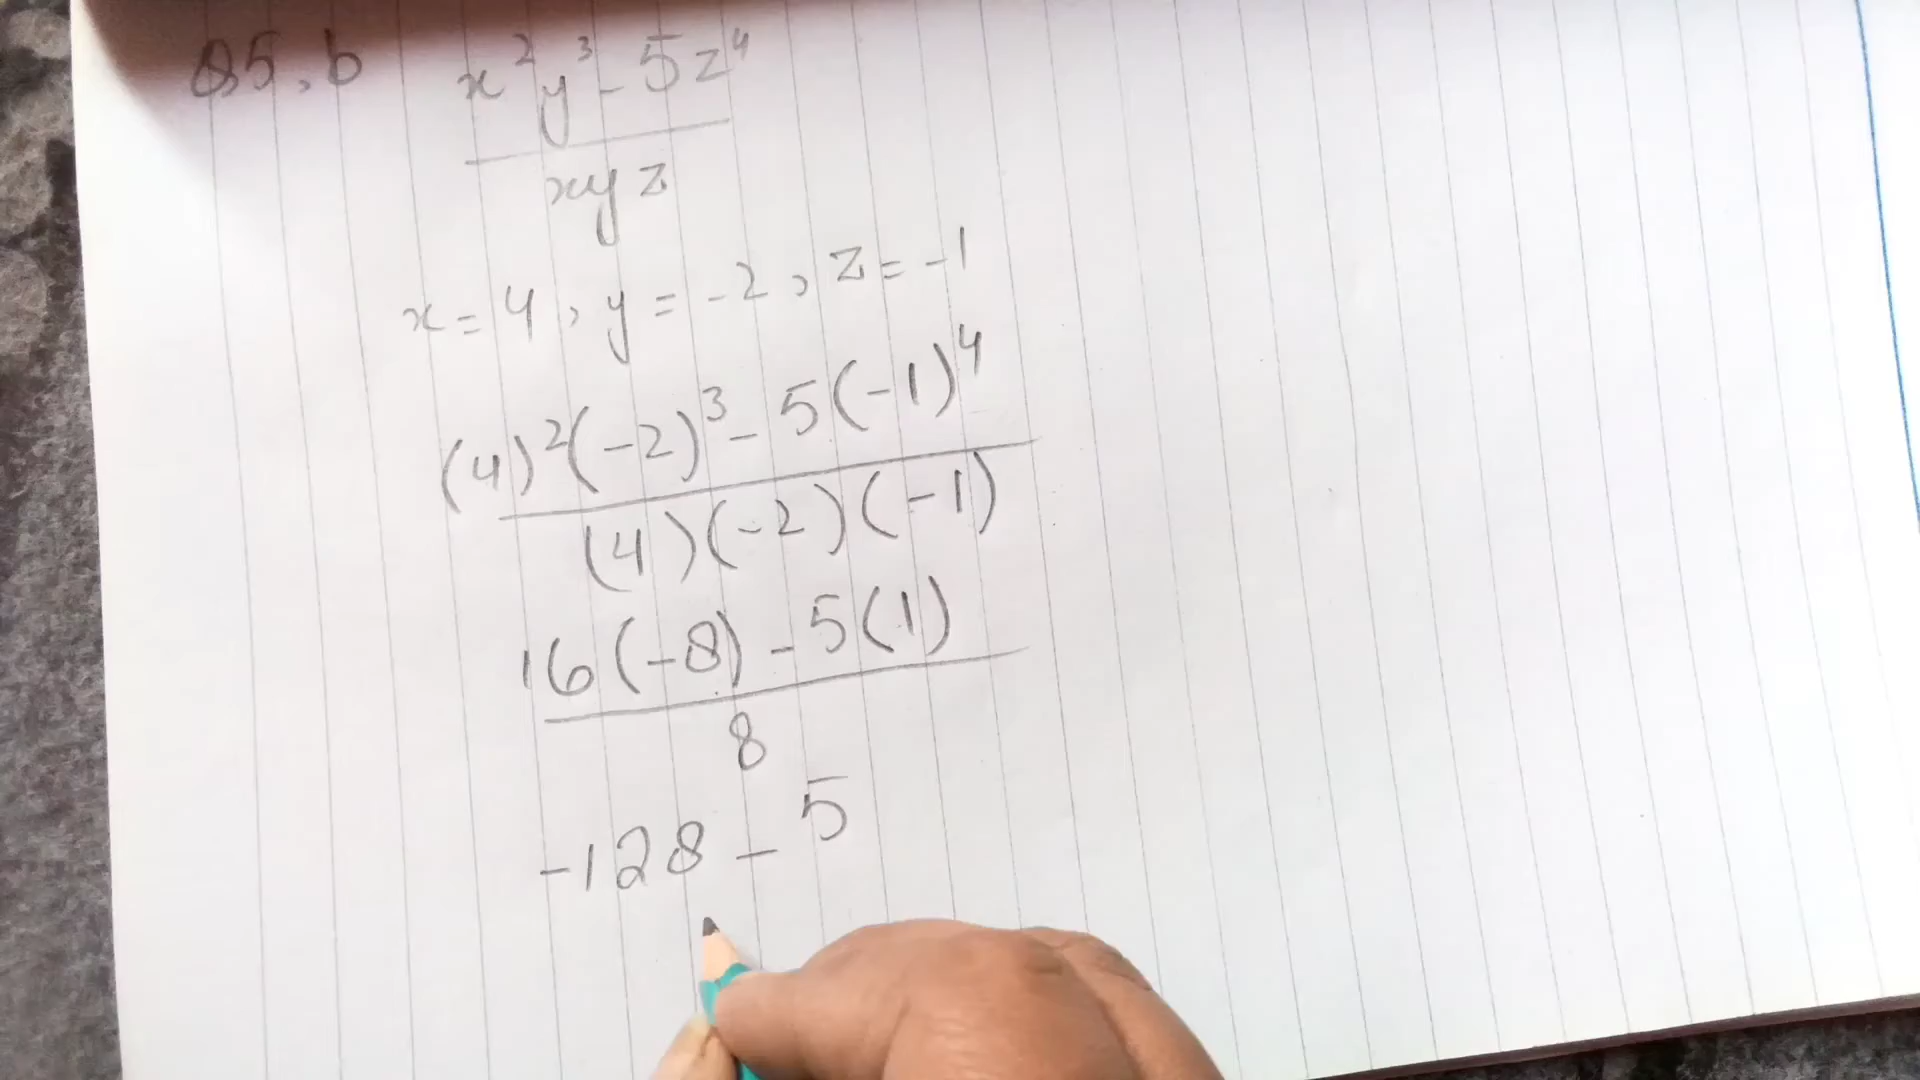 Q5.b
x²y³ - 5z⁴
xyz
x = 4, y = -2, z = -1
(4)²(-2)³ - 5(-1)⁴
(4)(-2)(-1)
16(-8) - 5(1)
8
-128 - 5